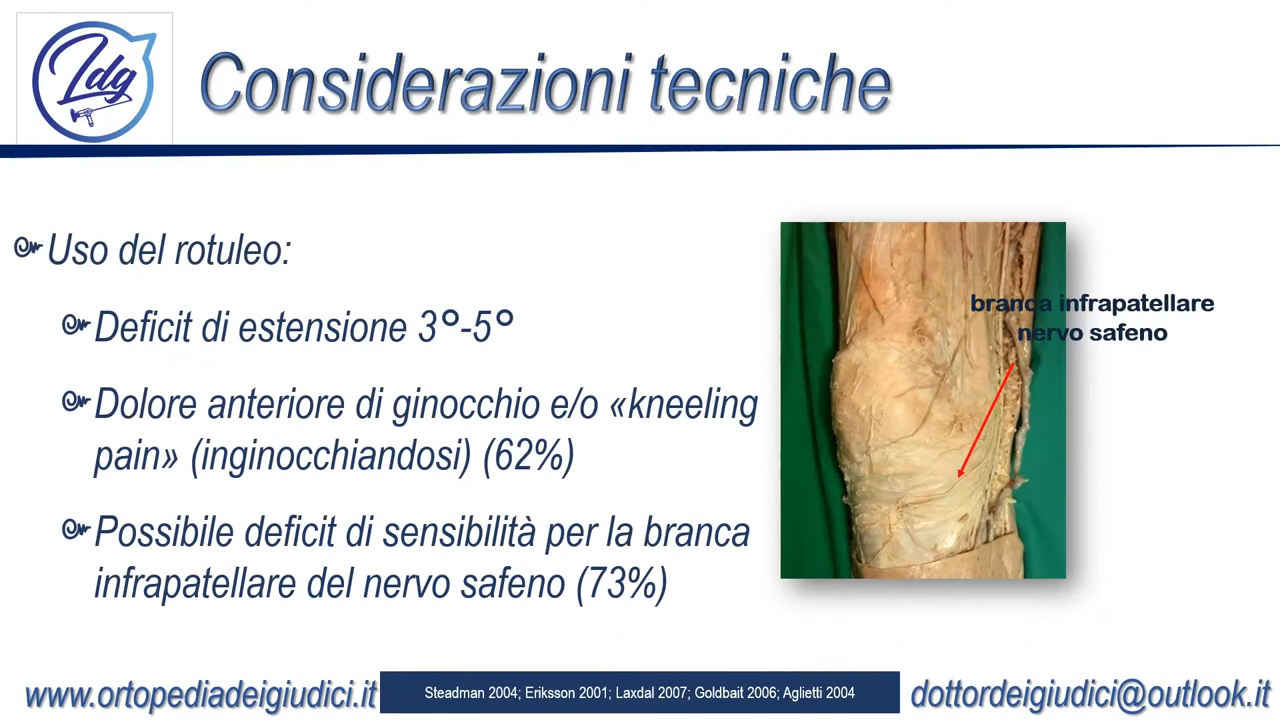 Ldg
Considerazioni tecniche
Uso del rotuleo:
Deficit di estensione 3°-5°
Dolore anteriore di ginocchio e/o «kneeling
pain» (inginocchiandosi) (62%)
Possibile deficit di sensibilità per la branca
infrapatellare del nervo safeno (73%)
branca infrapatellare
nervo safeno
www.ortopediadeigiudici.it
Steadman 2004; Eriksson 2001; Laxdal 2007; Goldbait 2006; Aglietti 2004
dottordeigiudici@outlook.it